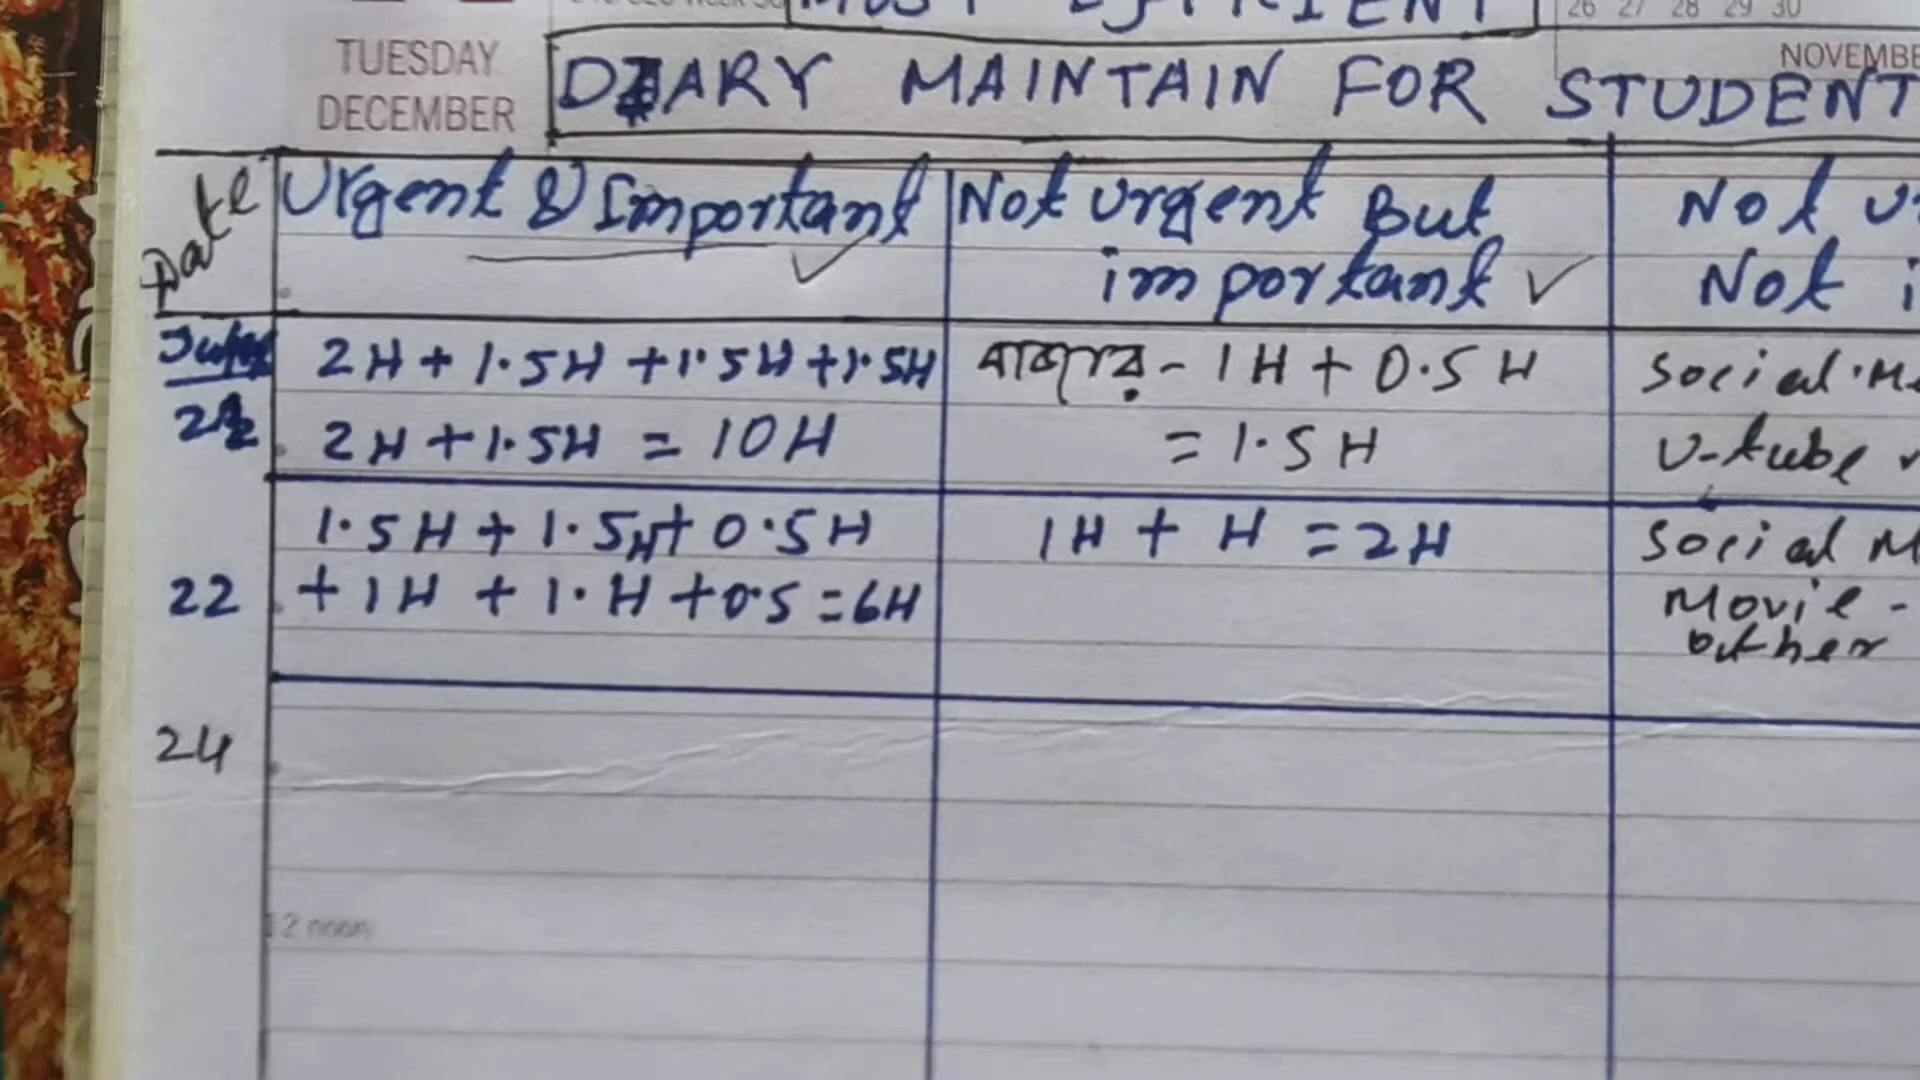 26 27 28 29 30
TUESDAY
DECEMBER
NOVEMBE
DIARY MAINTAIN FOR STUDENT
Date
Urgent & Important
Not urgent But
important
Not
Not
2H + 1.5H + 1.5H + 1.5H
2H + 1.5H = 10H
বাজার - 1H + 0.5H
= 1.5H
Social
U-tube
22
1.5H + 1.5H + 0.5H
+ 1H + 1.H + 0.5 = 6H
1H + H = 2H
Social
Movie -
other
24
12 noon